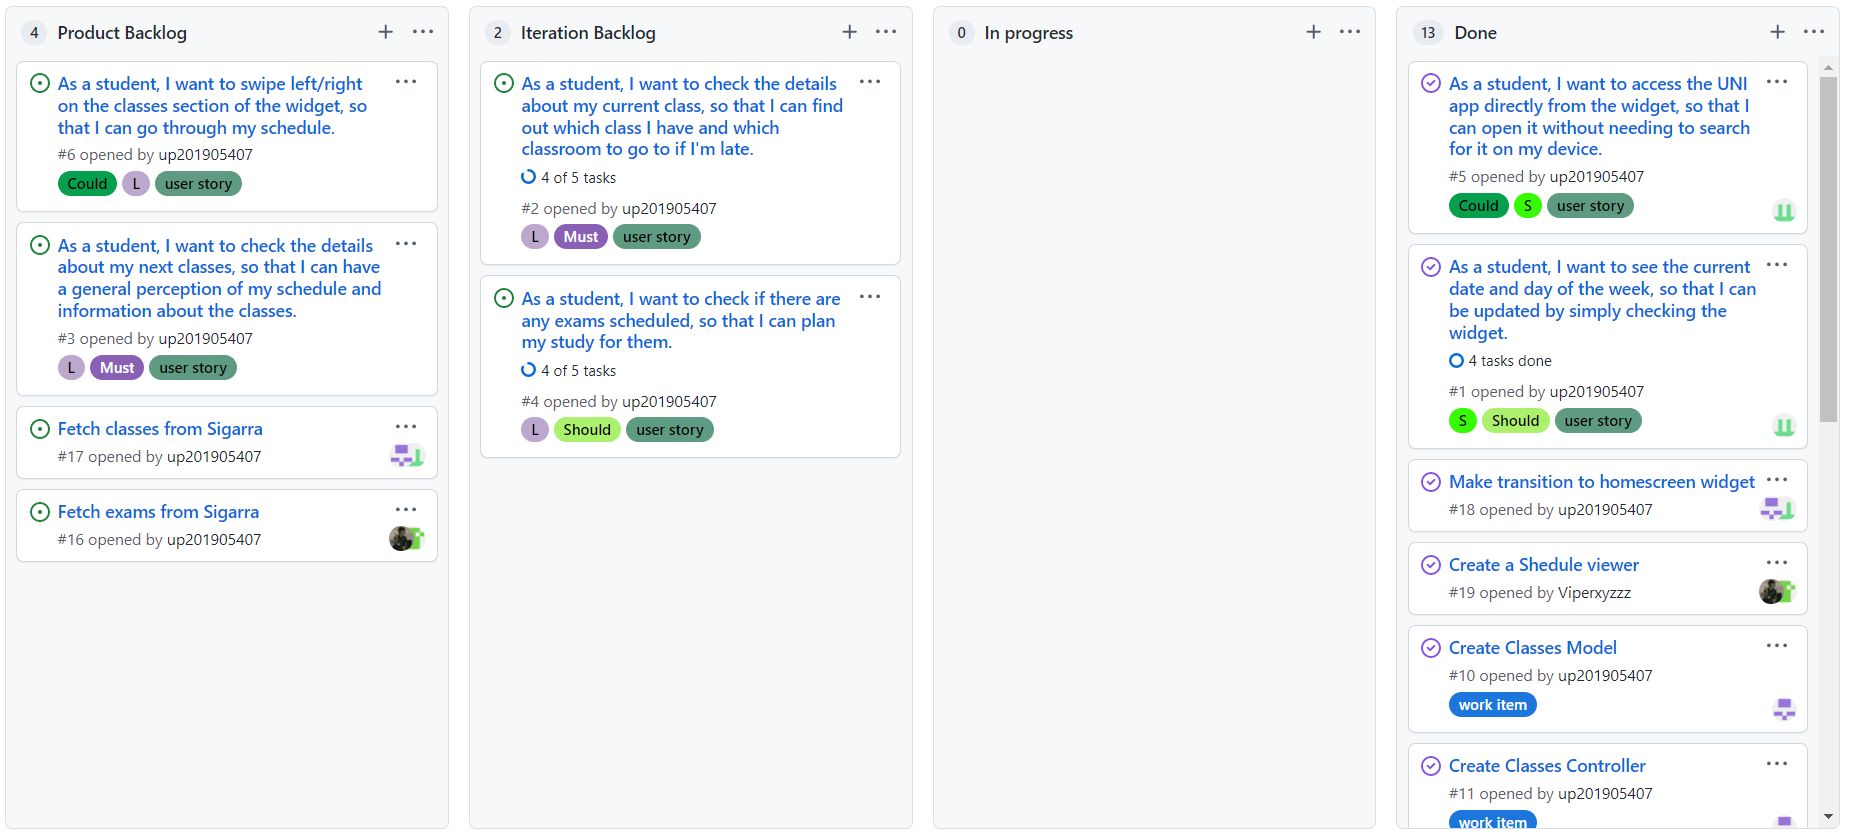 4 Product Backlog
As a student, I want to swipe left/right
on the classes section of the widget, so
that I can go through my schedule.
#6 opened by up201905407
Could L user story
As a student, I want to check the details
about my next classes, so that I can have
a general perception of my schedule and
information about the classes.
#3 opened by up201905407
L Must user story
Fetch classes from Sigarra
#17 opened by up201905407
Fetch exams from Sigarra
#16 opened by up201905407
2 Iteration Backlog
As a student, I want to check the details
about my current class, so that I can find
out which class I have and which
classroom to go to if I'm late.
4 of 5 tasks
#2 opened by up201905407
L Must user story
As a student, I want to check if there are
any exams scheduled, so that I can plan
my study for them.
4 of 5 tasks
#4 opened by up201905407
L Should user story
0 In progress
13 Done
As a student, I want to access the UNI
app directly from the widget, so that I
can open it without needing to search
for it on my device.
#5 opened by up201905407
Could S user story
As a student, I want to see the current
date and day of the week, so that I can
be updated by simply checking the
widget.
4 tasks done
#1 opened by up201905407
S Should user story
Make transition to homescreen widget
#18 opened by up201905407
Create a Shedule viewer
#19 opened by Viperxyzzz
Create Classes Model
#10 opened by up201905407
work item
Create Classes Controller
#11 opened by up201905407
work item